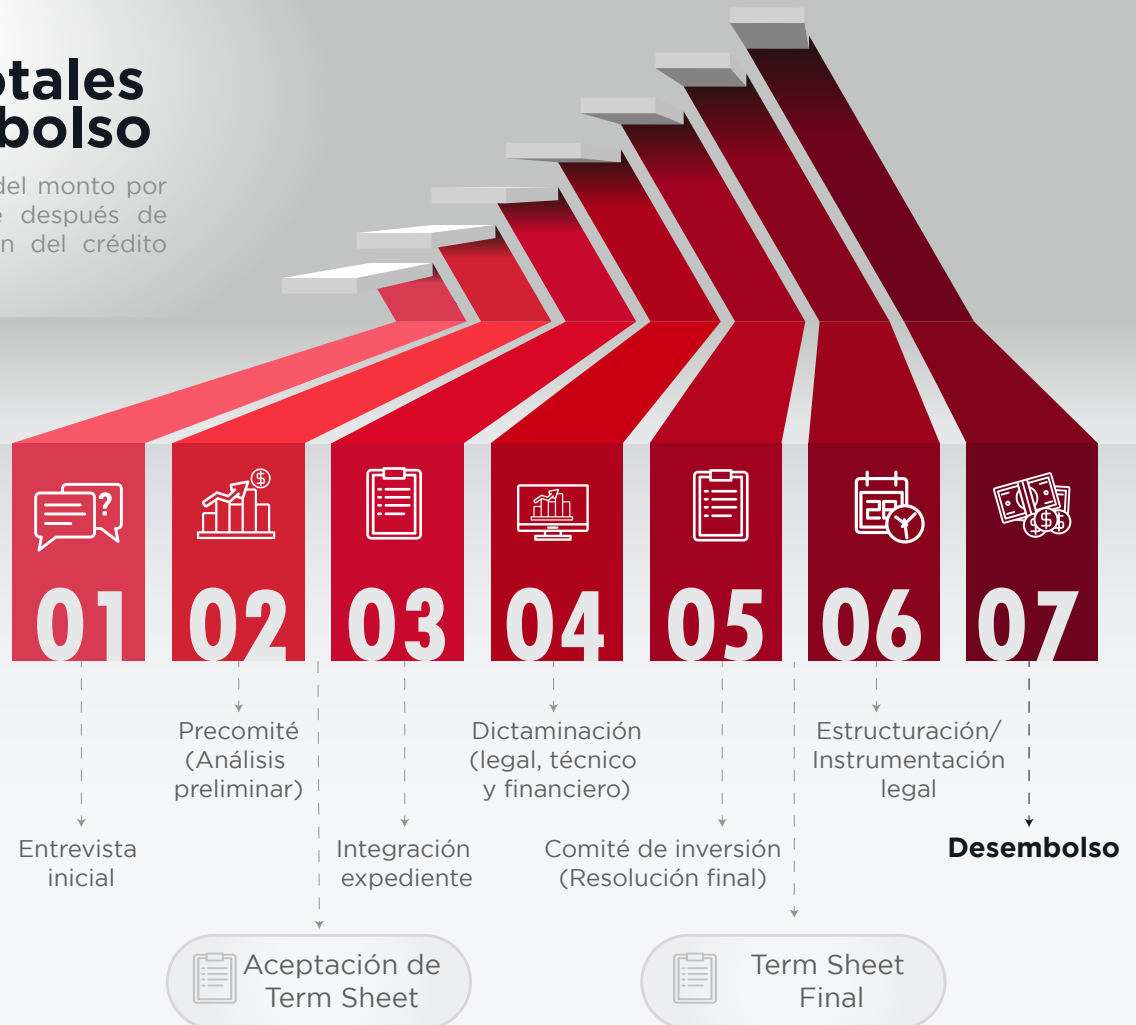 del monto por
después de
del crédito
?
$
28
$
$
$
01
02
03
04
05
06
07
Precomité
(Análisis
preliminar)
Dictaminación
(legal, técnico
y financiero)
Estructuración/
Instrumentación
legal
Entrevista
inicial
Integración
expediente
Comité de inversión
(Resolución final)
Desembolso
Aceptación de
Term Sheet
Term Sheet
Final